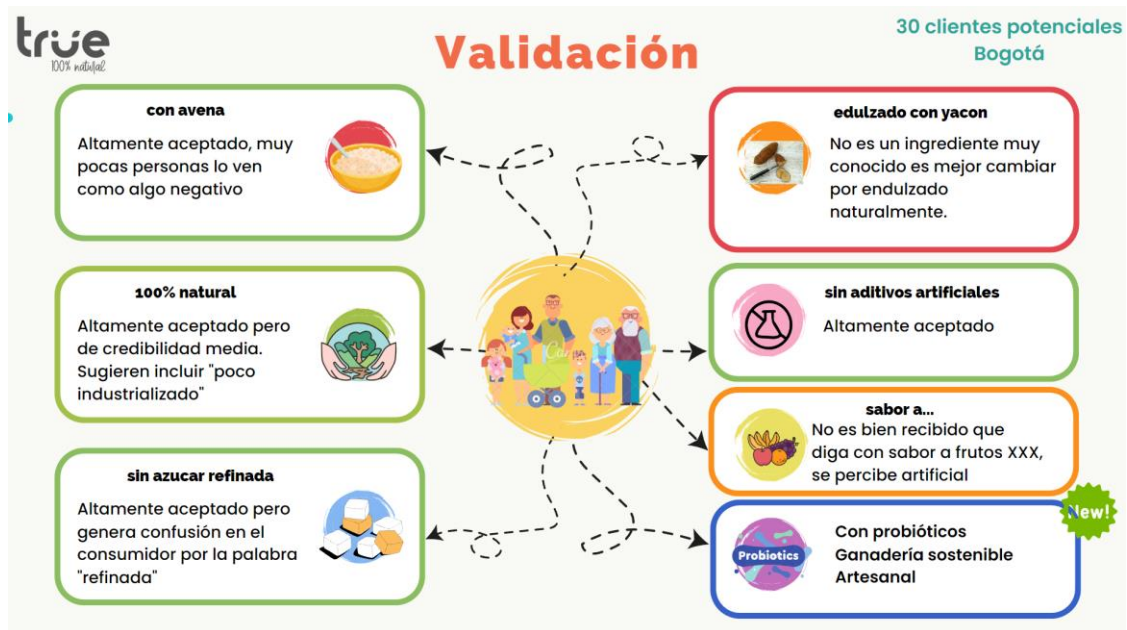 true
100% natural
Validación
30 clientes potenciales
Bogotá
con avena
Altamente aceptado, muy
pocas personas lo ven
como algo negativo
100% natural
Altamente aceptado pero
de credibilidad media.
Sugieren incluir "poco
industrializado"
sin azucar refinada
Altamente aceptado pero
genera confusión en el
consumidor por la palabra
"refinada"
edulzado con yacon
No es un ingrediente muy
conocido es mejor cambiar
por endulzado
naturalmente.
sin aditivos artificiales
Altamente aceptado
sabor a...
No es bien recibido que
diga con sabor a frutos XXX,
se percibe artificial
New!
Probiotics
Con probióticos
Ganadería sostenible
Artesanal